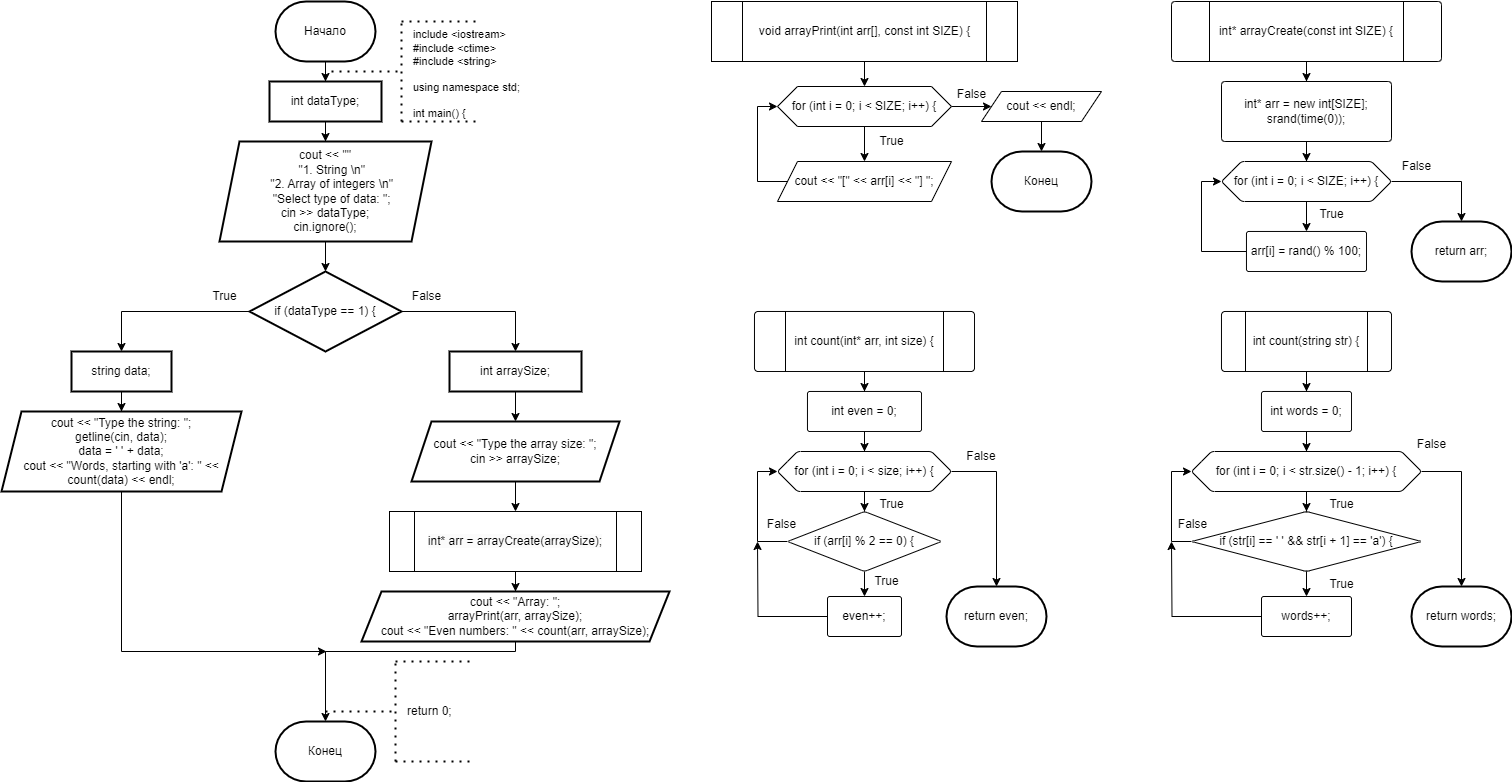 Начало
include <iostream>
#include <ctime>
#include <string>
using namespace std;
int main() {
int dataType;
cout << ""
"1. String \n"
"2. Array of integers \n"
"Select type of data: ";
cin >> dataType;
cin.ignore();
if (dataType == 1) {
True
False
string data;
cout << "Type the string: ";
getline(cin, data);
data = ' ' + data;
cout << "Words, starting with 'a': " <<
count(data) << endl;
int arraySize;
cout << "Type the array size: ";
cin >> arraySize;
int* arr = arrayCreate(arraySize);
cout << "Array: ";
arrayPrint(arr, arraySize);
cout << "Even numbers: " << count(arr, arraySize);
return 0;
Конец
void arrayPrint(int arr[], const int SIZE) {
for (int i = 0; i < SIZE; i++) {
False
cout << endl;
True
cout << "[" << arr[i] << "] ";
Конец
int* arrayCreate(const int SIZE) {
int* arr = new int[SIZE];
srand(time(0));
for (int i = 0; i < SIZE; i++) {
False
True
arr[i] = rand() % 100;
return arr;
int count(int* arr, int size) {
int even = 0;
for (int i = 0; i < size; i++) {
False
True
if (arr[i] % 2 == 0) {
False
True
even++;
return even;
int count(string str) {
int words = 0;
for (int i = 0; i < str.size() - 1; i++) {
False
True
if (str[i] == ' ' && str[i + 1] == 'a') {
False
True
words++;
return words;